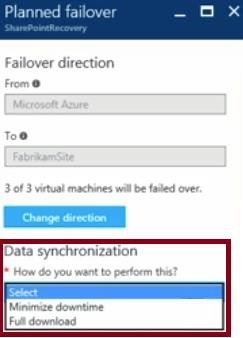 Planned failover
SharePointRecovery
Failover direction
From
Microsoft Azure
To
FabrikamSite
3 of 3 virtual machines will be failed over.
Change direction
Data synchronization
* How do you want to perform this?
Select
Minimize downtime
Full download